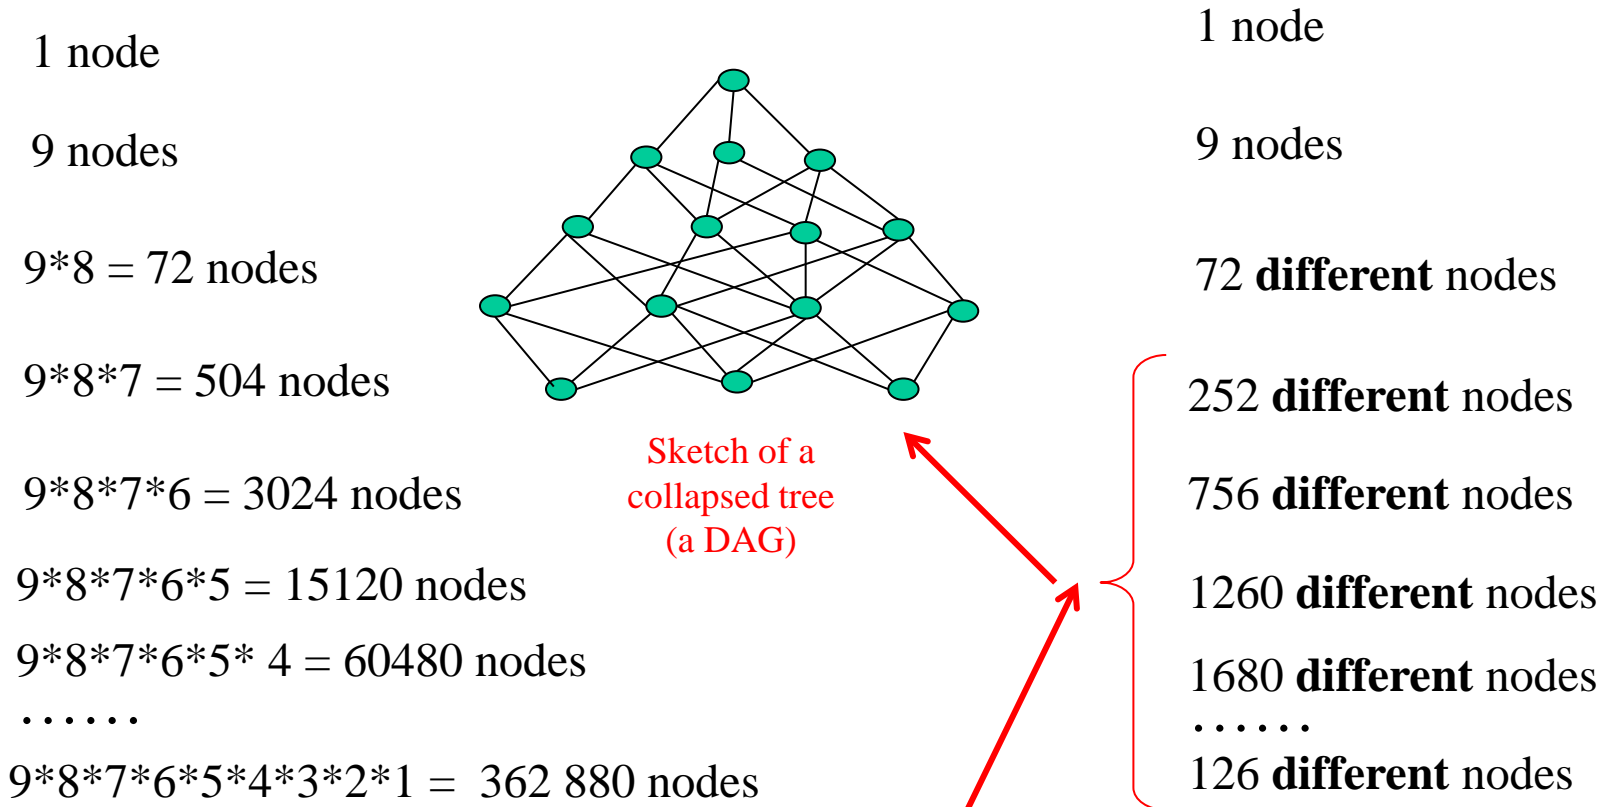 1 node
9 nodes
9*8 = 72 nodes
9*8*7 = 504 nodes
9*8*7*6 = 3024 nodes
9*8*7*6*5 = 15120 nodes
9*8*7*6*5* 4 = 60480 nodes
......
9*8*7*6*5*4*3*2*1 = 362 880 nodes
Sketch of a
collapsed tree
(a DAG)
1 node
9 nodes
72 different nodes
252 different nodes
756 different nodes
1260 different nodes
1680 different nodes
......
126 different nodes